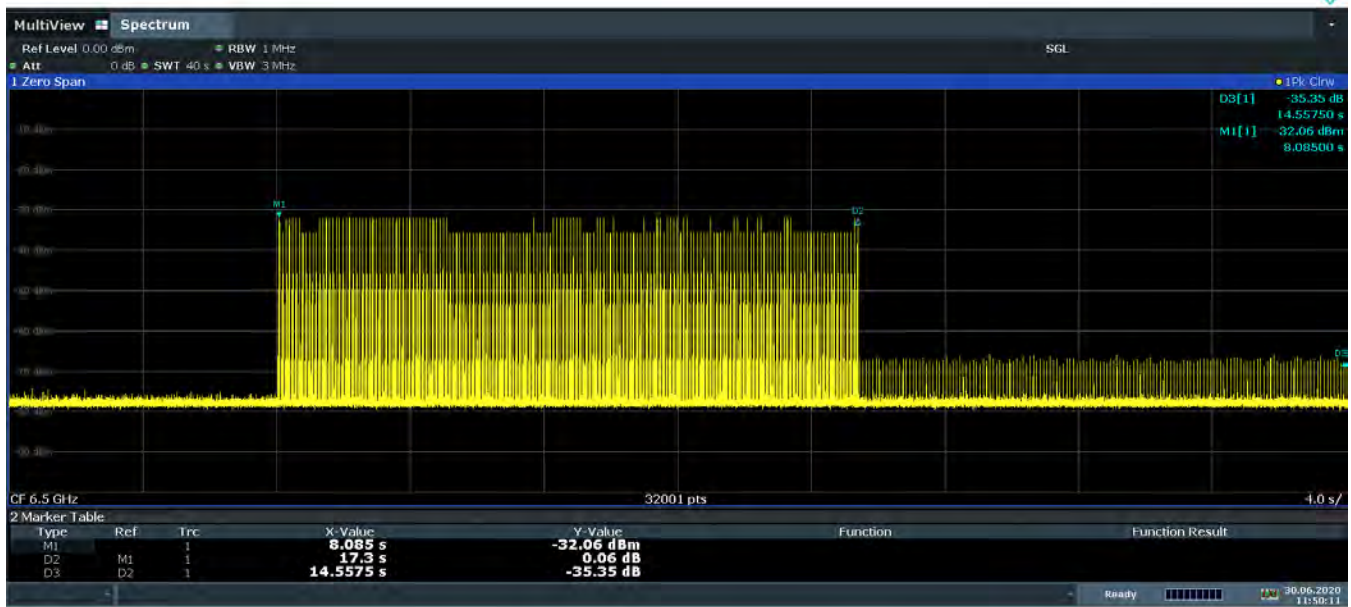 MultiView Spectrum
Ref Level 0.00 dBm RBW 1 MHz SGL
Att 0 dB SWT 40 s VBW 3 MHz
1 Zero Span 1Pk Clrw
D3[1] -35.35 dB
14.55750 s
M1[1] -32.06 dBm
8.08500 s
M1
D2
D3
CF 6.5 GHz 32001 pts 4.0 s/
2 Marker Table
Type Ref Trc X-Value Y-Value Function Function Result
M1 1 8.085 s -32.06 dBm
D2 M1 1 17.3 s 0.06 dB
D3 D2 1 14.5575 s -35.35 dB
Ready 30.06.2020
11:50:11